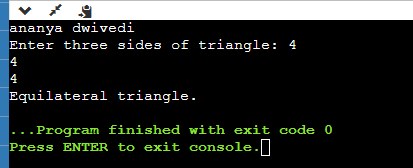 ananya dwivedi
Enter three sides of triangle: 4
4
4
Equilateral triangle.
...Program finished with exit code 0
Press ENTER to exit console.